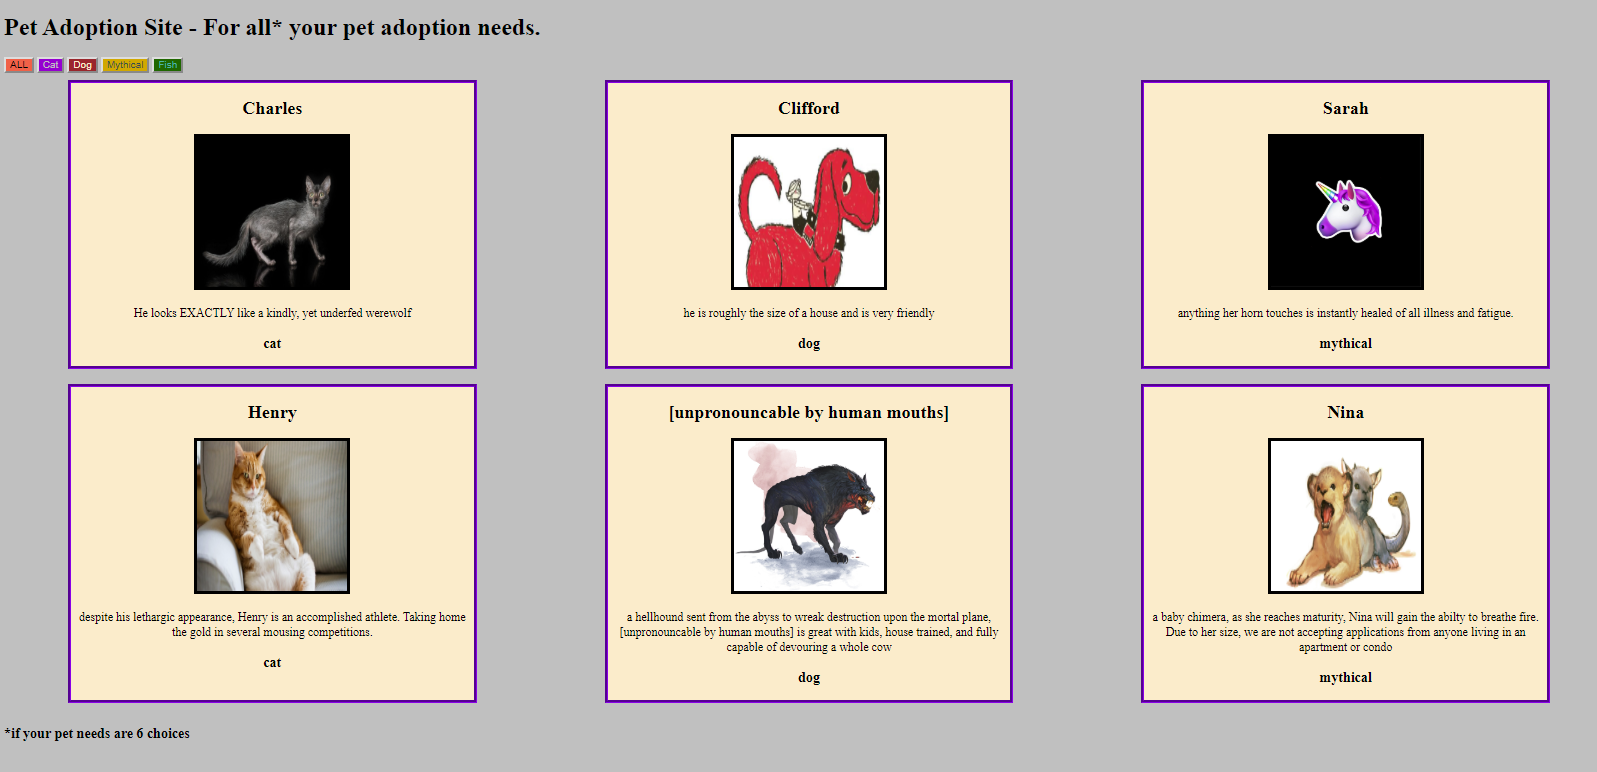 Pet Adoption Site - For all* your pet adoption needs.
ALL Cat Dog Mythical Fish
Charles
He looks EXACTLY like a kindly, yet underfed werewolf
cat
Clifford
he is roughly the size of a house and is very friendly
dog
Sarah
anything her horn touches is instantly healed of all illness and fatigue.
mythical
Henry
despite his lethargic appearance, Henry is an accomplished athlete. Taking home
the gold in several mousing competitions.
cat
[unpronouncable by human mouths]
a hellhound sent from the abyss to wreak destruction upon the mortal plane,
[unpronouncable by human mouths] is great with kids, house trained, and fully
capable of devouring a whole cow
dog
Nina
a baby chimera, as she reaches maturity, Nina will gain the abilty to breathe fire.
Due to her size, we are not accepting applications from anyone living in an
apartment or condo
mythical
*if your pet needs are 6 choices